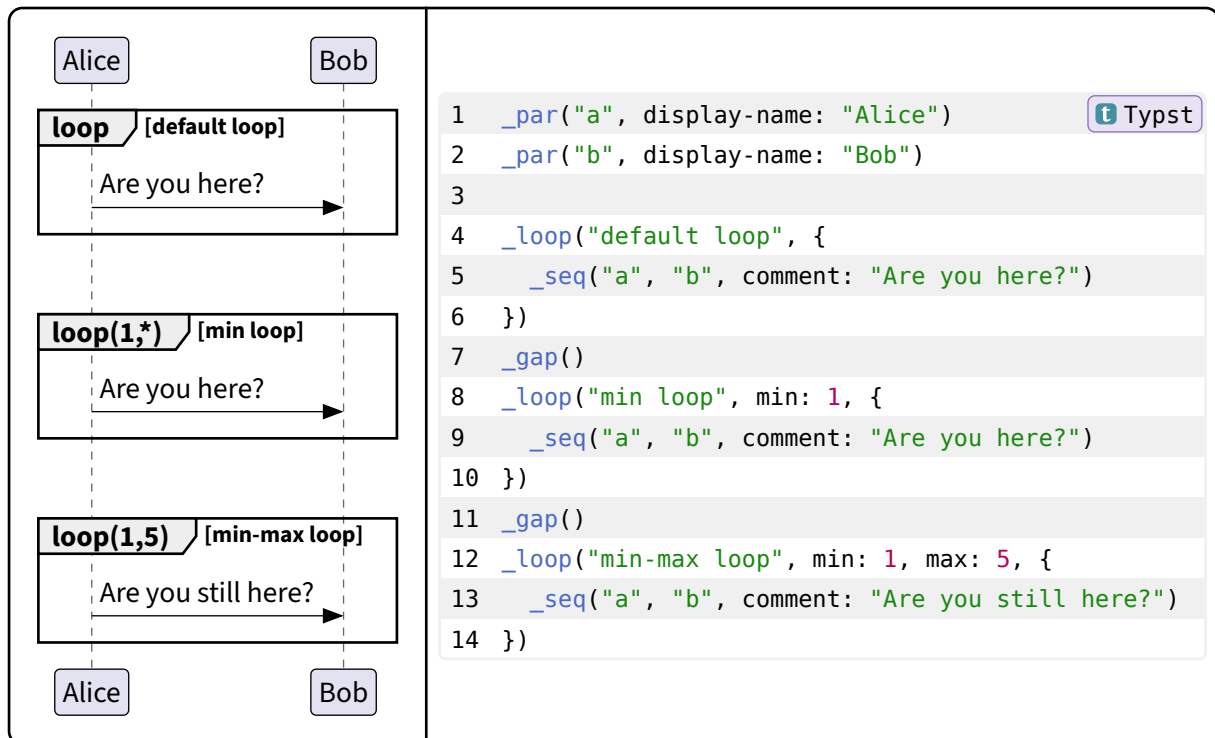 Alice Bob
loop [default loop]
Are you here?
loop(1,*) [min loop]
Are you here?
loop(1,5) [min-max loop]
Are you still here?
Alice Bob
1 _par("a", display-name: "Alice")
Typst
2 _par("b", display-name: "Bob")
3
4 _loop("default loop", {
5   _seq("a", "b", comment: "Are you here?")
6 })
7 _gap()
8 _loop("min loop", min: 1, {
9   _seq("a", "b", comment: "Are you here?")
10 })
11 _gap()
12 _loop("min-max loop", min: 1, max: 5, {
13   _seq("a", "b", comment: "Are you still here?")
14 })